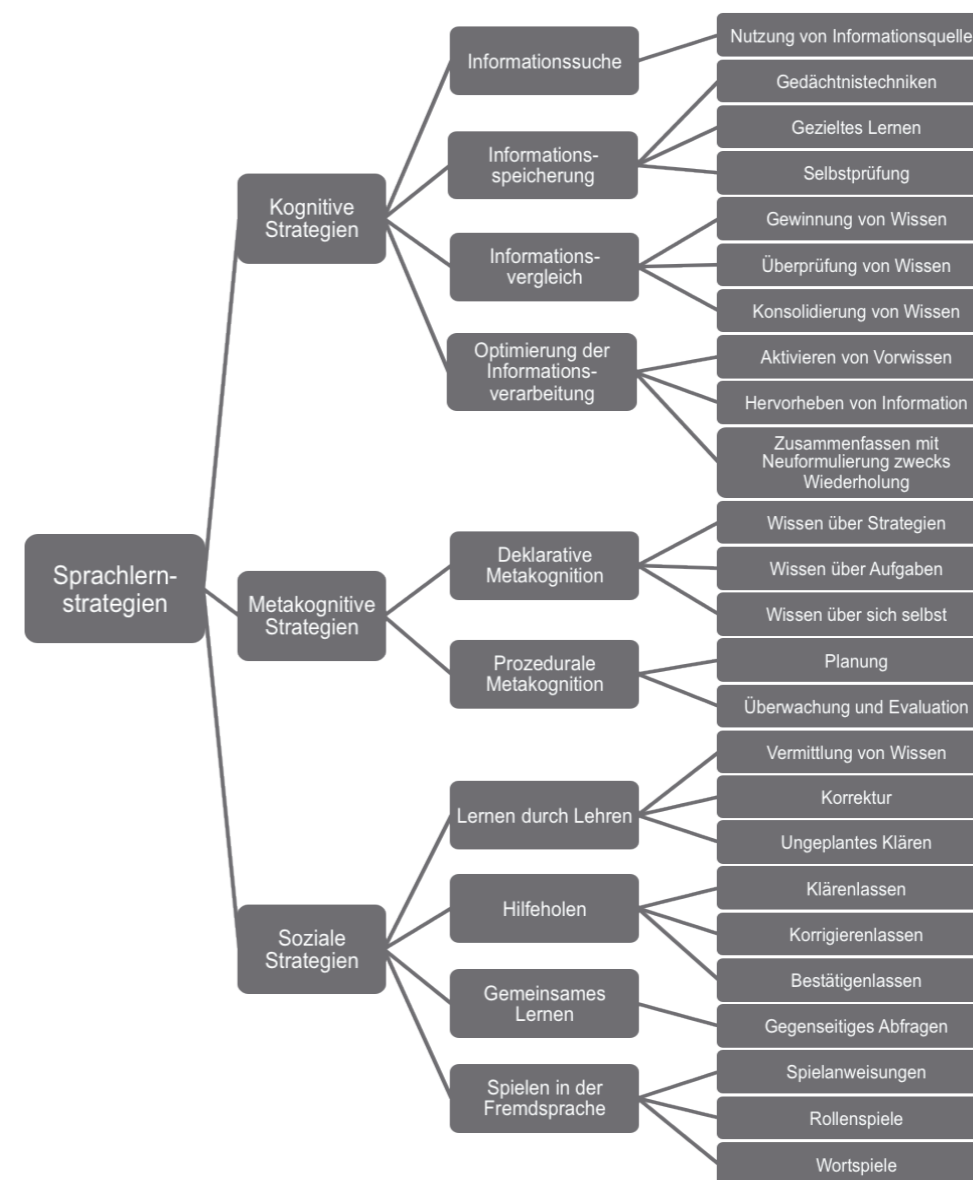 Sprachlern-
strategien
Kognitive
Strategien
Informationssuche
Nutzung von Informationsquelle
Informations-
speicherung
Gedächtnistechniken
Gezieltes Lernen
Selbstprüfung
Informations-
vergleich
Gewinnung von Wissen
Überprüfung von Wissen
Konsolidierung von Wissen
Optimierung der
Informations-
verarbeitung
Aktivieren von Vorwissen
Hervorheben von Information
Zusammenfassen mit
Neuformulierung zwecks
Wiederholung
Metakognitive
Strategien
Deklarative
Metakognition
Wissen über Strategien
Wissen über Aufgaben
Wissen über sich selbst
Prozedurale
Metakognition
Planung
Überwachung und Evaluation
Soziale
Strategien
Lernen durch Lehren
Vermittlung von Wissen
Korrektur
Ungeplantes Klären
Hilfeholen
Klärenlassen
Korrigierenlassen
Bestätigenlassen
Gemeinsames
Lernen
Gegenseitiges Abfragen
Spielen in der
Fremdsprache
Spielanweisungen
Rollenspiele
Wortspiele